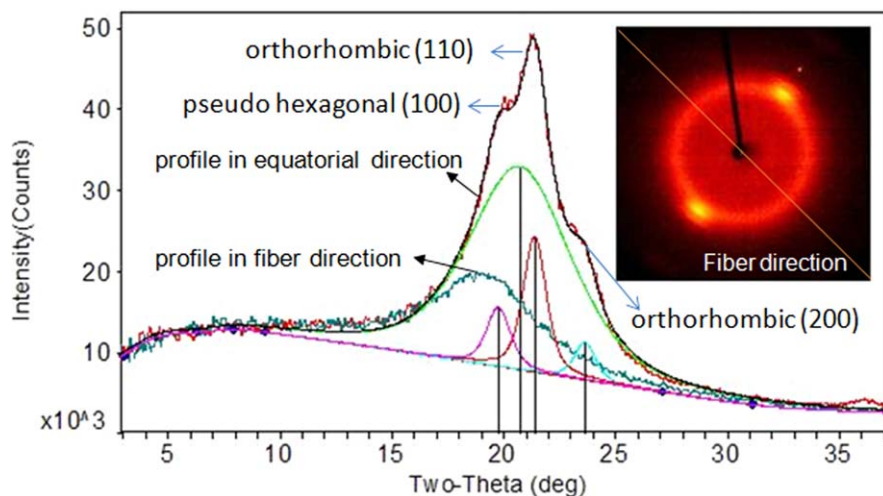 50
40
30
20
10
x10^3
Intensity(Counts)
orthorhombic (110)
pseudo hexagonal (100)
profile in equatorial direction
profile in fiber direction
Fiber direction
orthorhombic (200)
5 10 15 20 25 30 35
Two-Theta (deg)